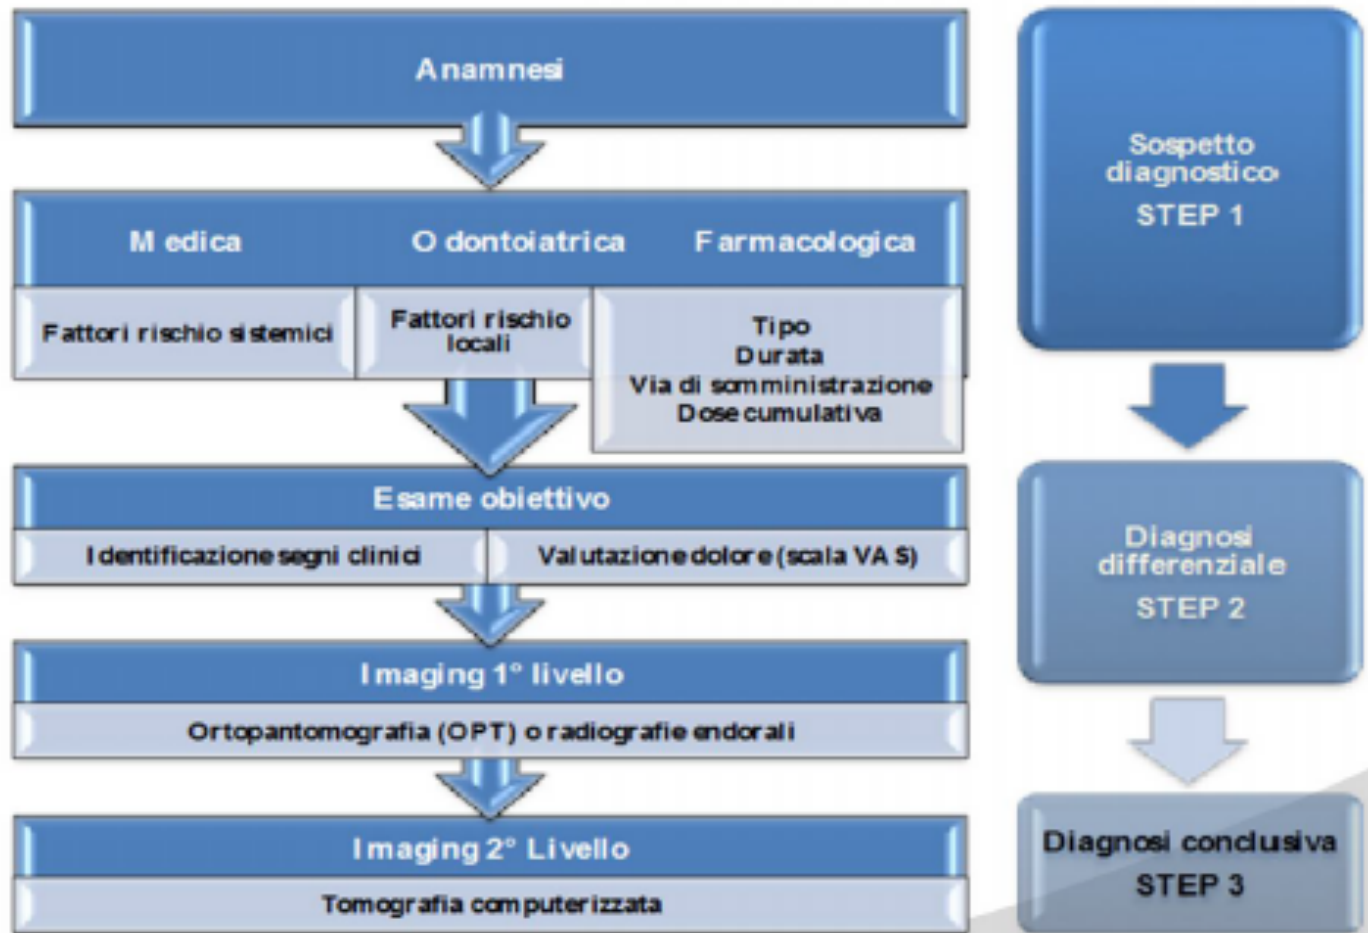 Anamnesi
Medica
Odontoiatrica
Farmacologica
Fattori rischio sistemici
Fattori rischio
locali
Tipo
Durata
Via di somministrazione
Dose cumulativa
Esame obiettivo
Identificazione segni clinici
Valutazione dolore (scala VAS)
Imaging 1° livello
Ortopantomografia (OPT) o radiografie endorali
Imaging 2° Livello
Tomografia computerizzata
Sospetto
diagnostico
STEP 1
Diagnosi
differenziale
STEP 2
Diagnosi conclusiva
STEP 3